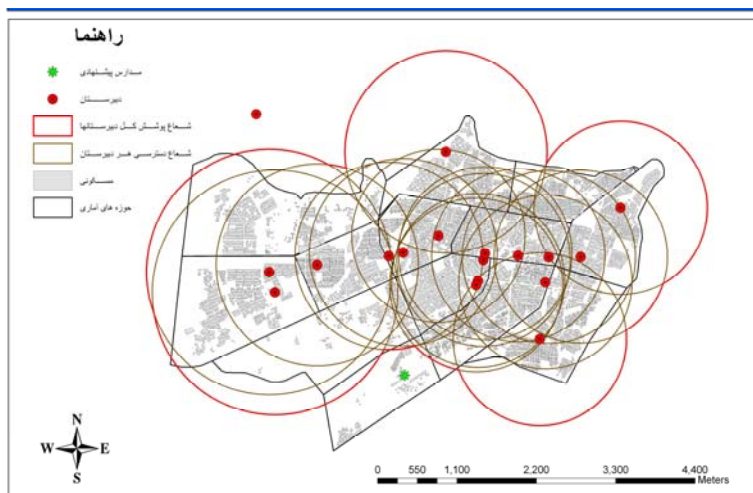 راهنما
مدارس پیشنهادی
دبیرستان
شعاع پوشش کل دبیرستانها
شعاع دسترسی هر دبیرستان
مسکونی
حوزه های آماری
N
W E
S
0 550 1,100 2,200 3,300 4,400
Meters